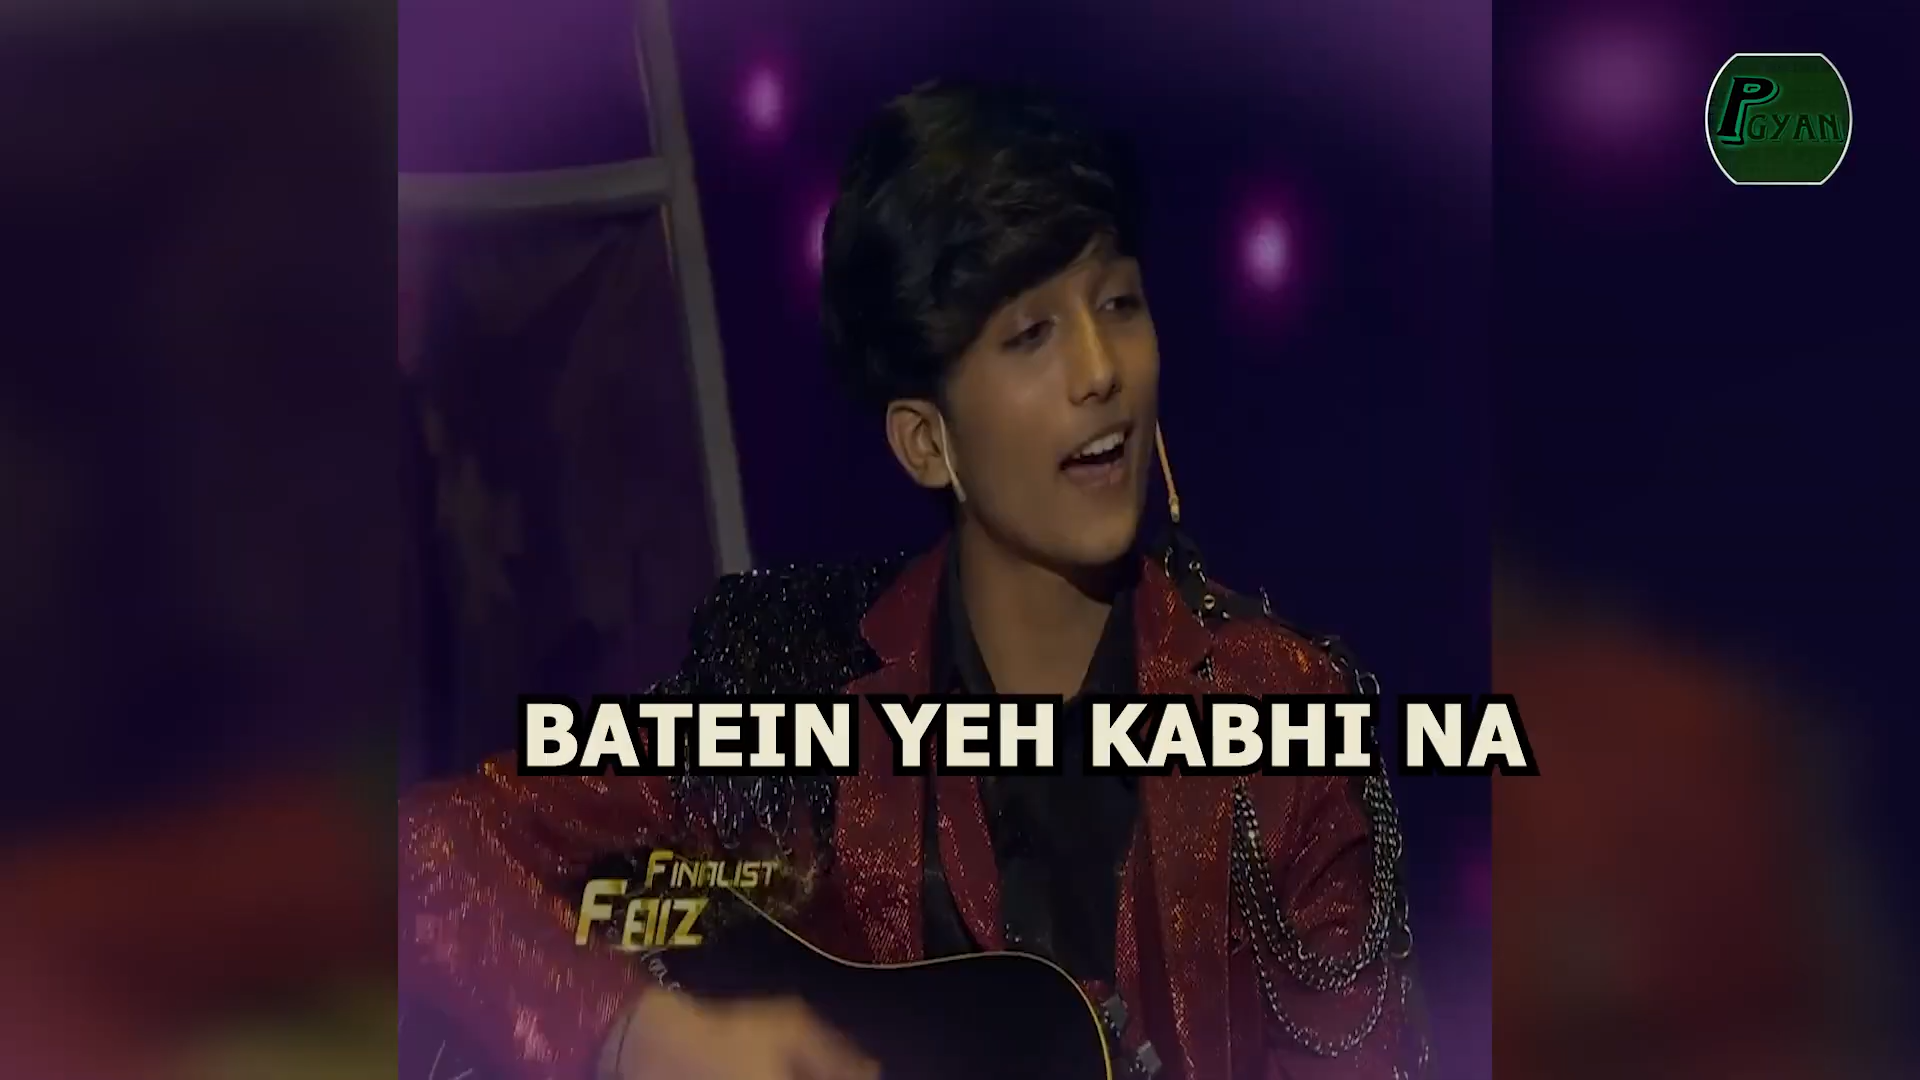 PGYAN
BATEIN YEH KABHI NA
FINALIST
FAIZ